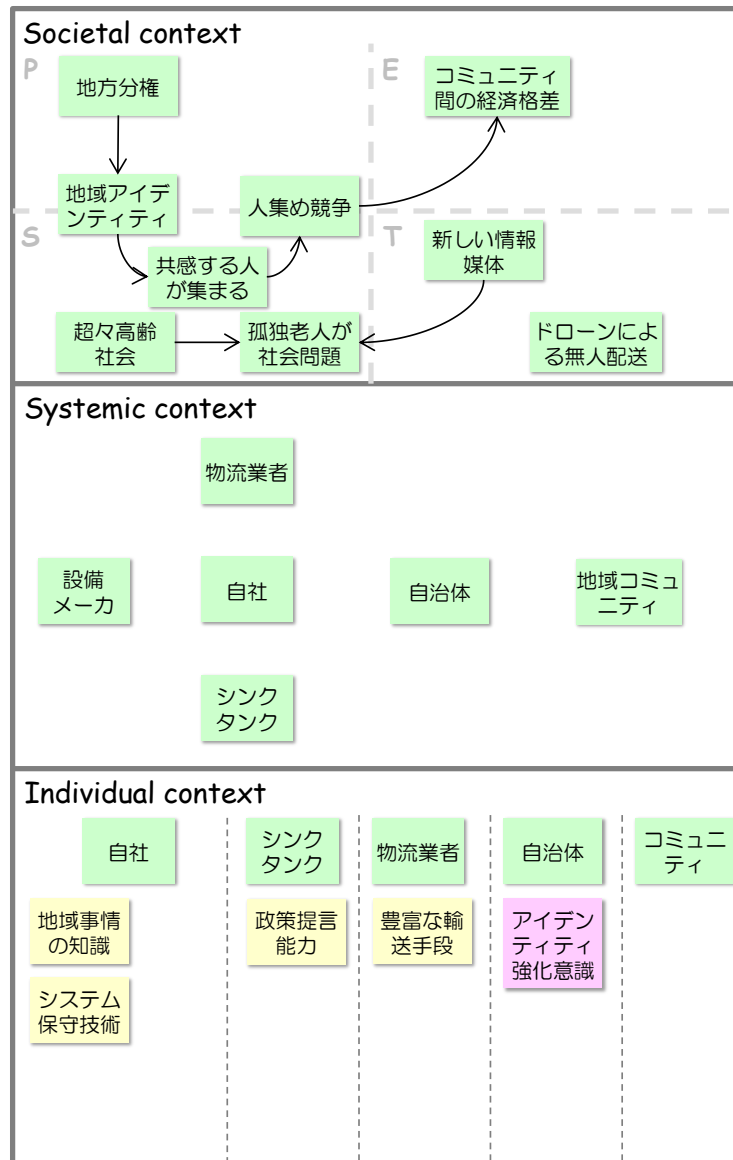 Societal context
P
地方分権
E
コミュニティ
間の経済格差
地域アイデ
ンティティ
人集め競争
S
共感する人
が集まる
T
新しい情報
媒体
超々高齢
社会
孤独老人が
社会問題
ドローンによ
る無人配送
Systemic context
物流業者
設備
メーカ
自社
自治体
地域コミュ
ニティ
シンク
タンク
Individual context
自社
シンク
タンク
物流業者
自治体
コミュニ
ティ
地域事情
の知識
政策提言
能力
豊富な輸
送手段
アイデン
ティティ
強化意識
システム
保守技術